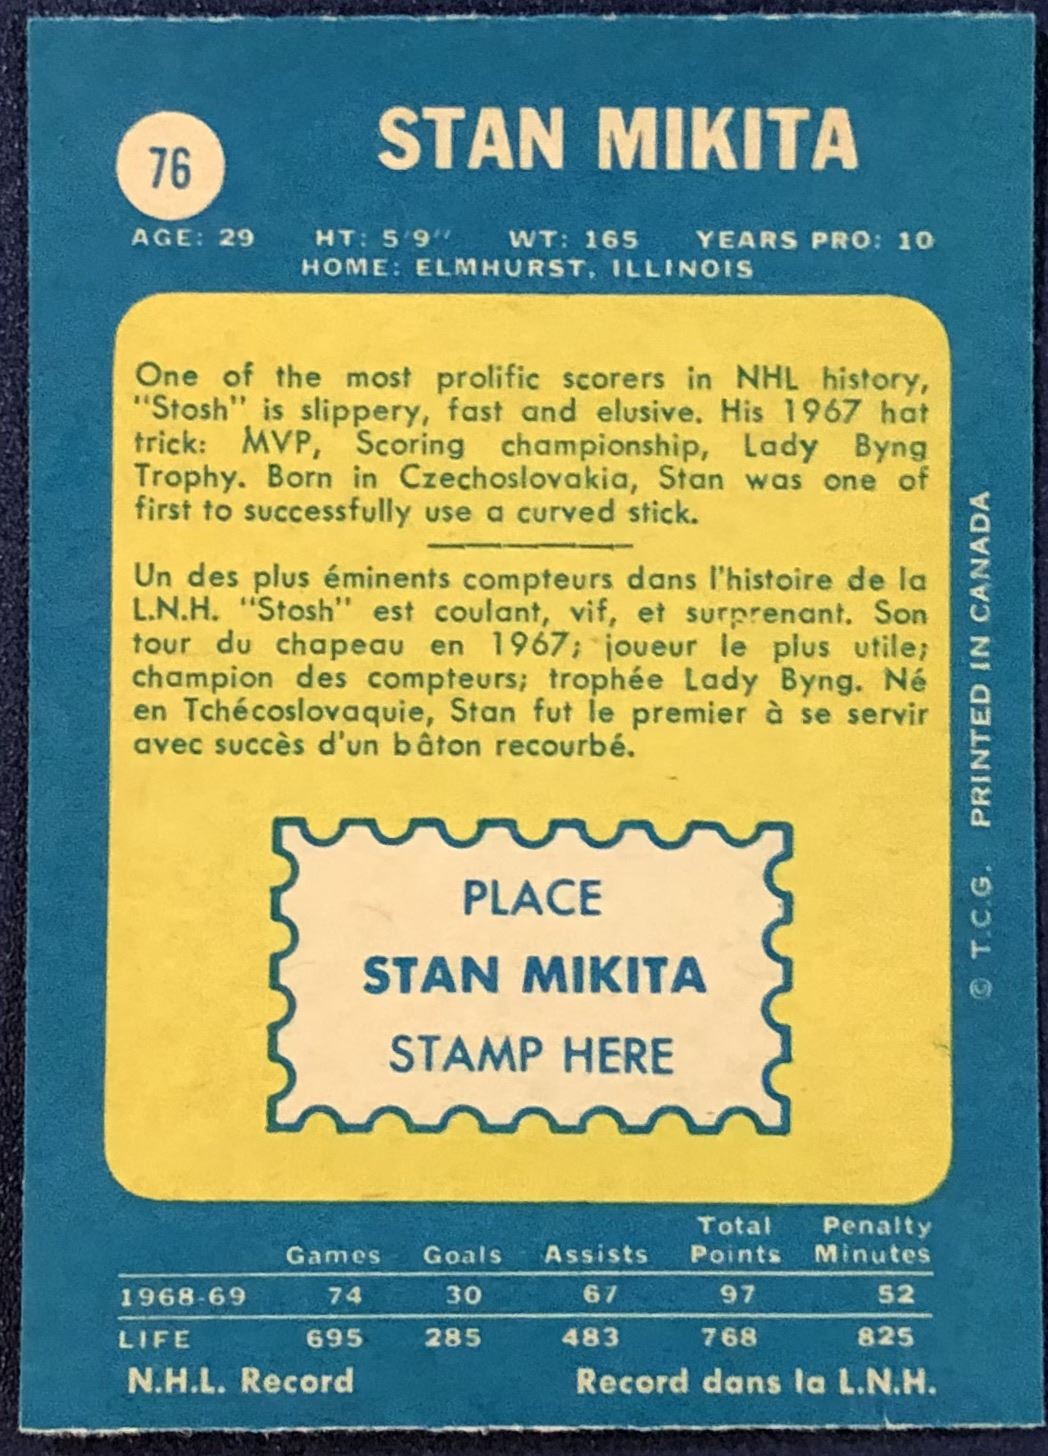 76
STAN MIKITA
AGE: 29 HT: 5'9" WT: 165 YEARS PRO: 10
HOME: ELMHURST, ILLINOIS
One of the most prolific scorers in NHL history,
"Stosh" is slippery, fast and elusive. His 1967 hat
trick: MVP, Scoring championship, Lady Byng
Trophy. Born in Czechoslovakia, Stan was one of
first to successfully use a curved stick.
Un des plus éminents compteurs dans l'histoire de la
L.N.H. "Stosh" est coulant, vif, et surprenant. Son
tour du chapeau en 1967; joueur le plus utile;
champion des compteurs; trophée Lady Byng. Né
en Tchécoslovaquie, Stan fut le premier à se servir
avec succès d'un bâton recourbé.
PLACE
STAN MIKITA
STAMP HERE
© T.C.G. PRINTED IN CANADA
Total Penalty
Games Goals Assists Points Minutes
1968-69 74 30 67 97 52
LIFE 695 285 483 768 825
N.H.L. Record Record dans la L.N.H.